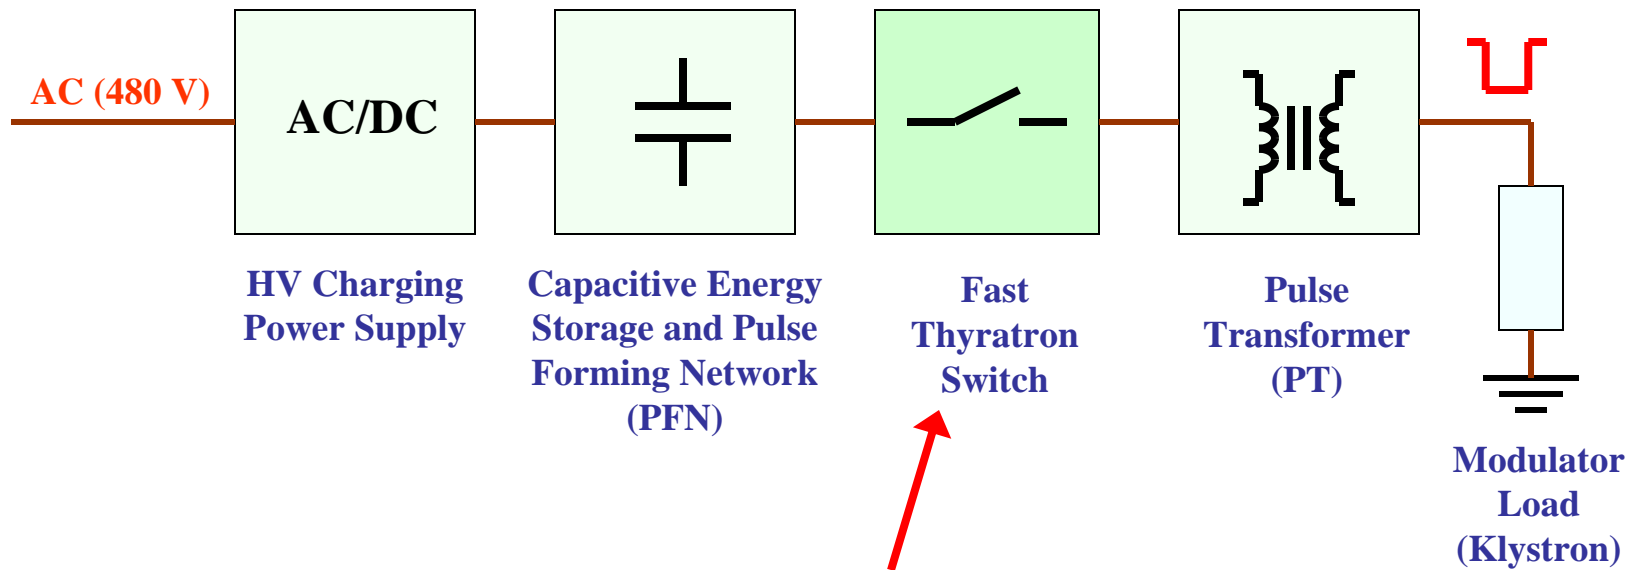 AC (480 V)
AC/DC
HV Charging
Power Supply
Capacitive Energy
Storage and Pulse
Forming Network
(PFN)
Fast
Thyratron
Switch
Pulse
Transformer
(PT)
Modulator
Load
(Klystron)